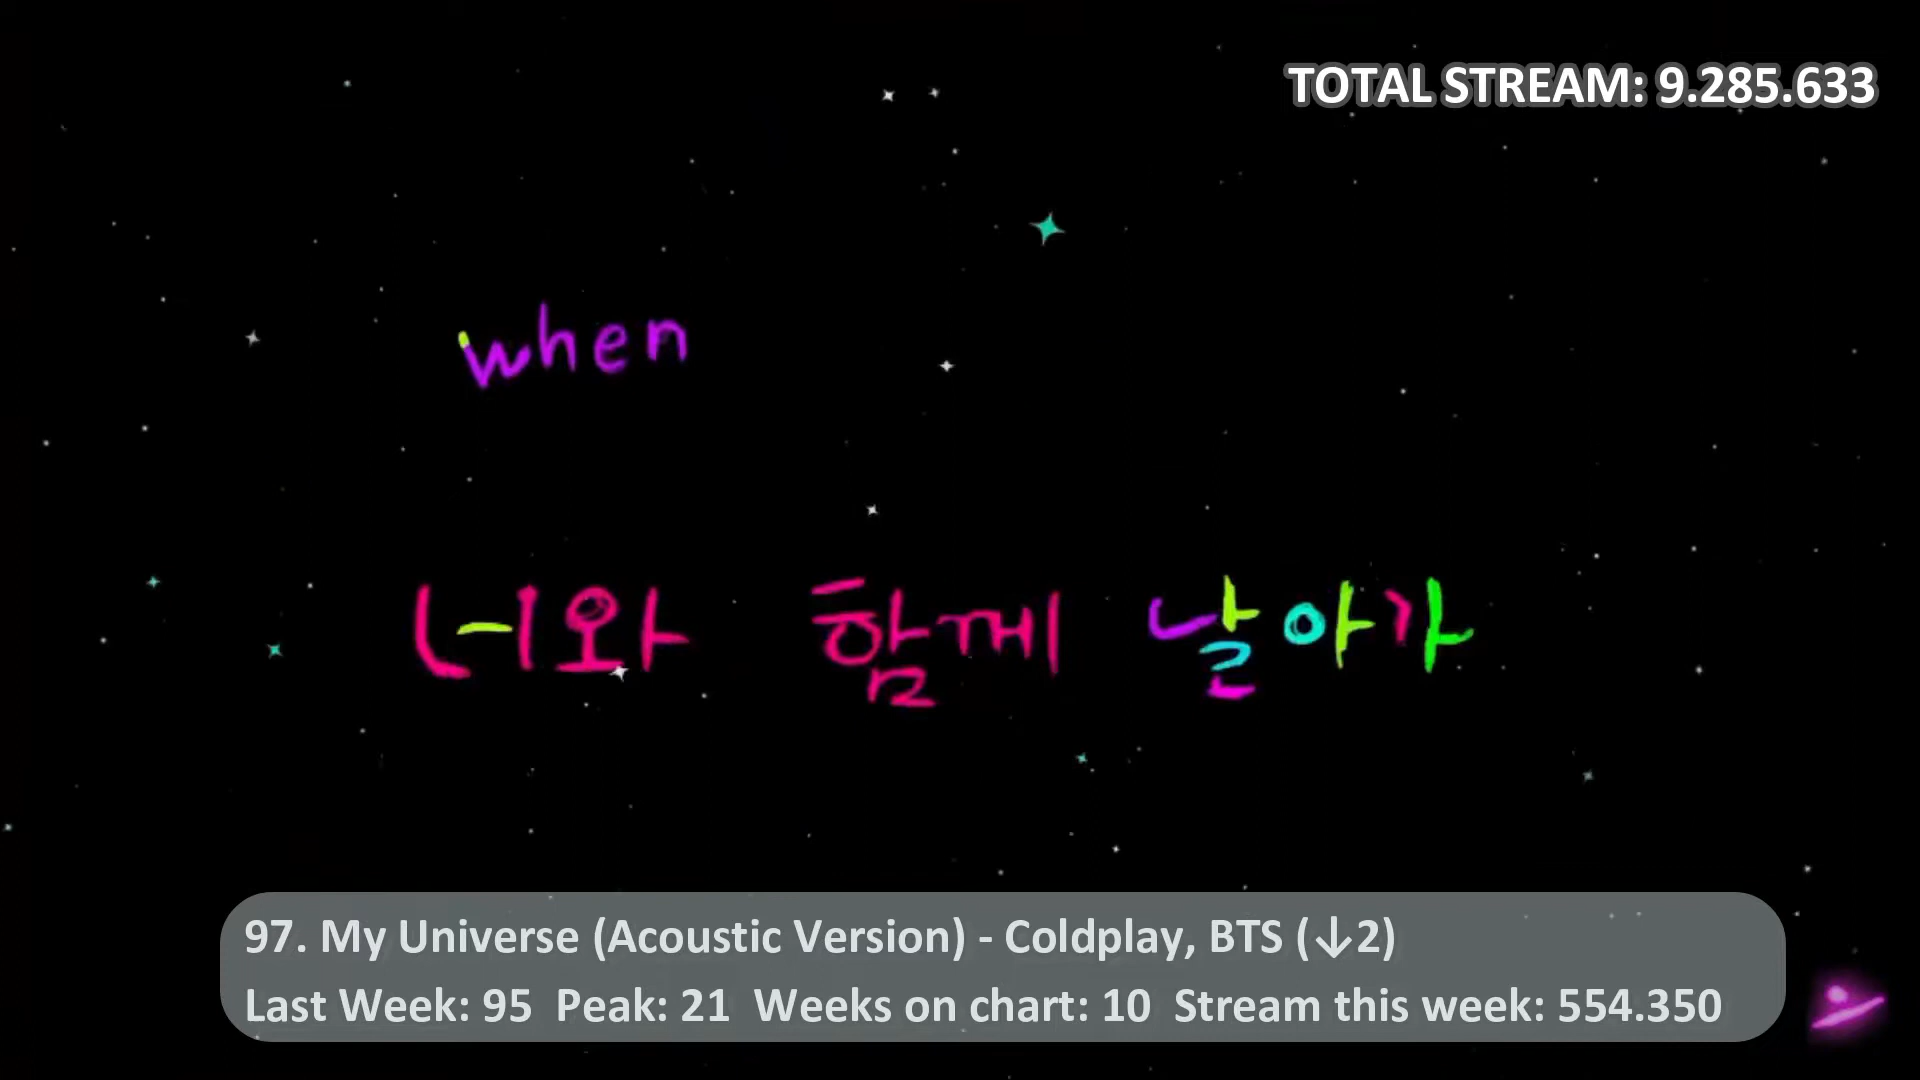 TOTAL STREAM: 9.285.633
when
너와 함께 날아가
97. My Universe (Acoustic Version) - Coldplay, BTS (↓2)
Last Week: 95 Peak: 21 Weeks on chart: 10 Stream this week: 554.350